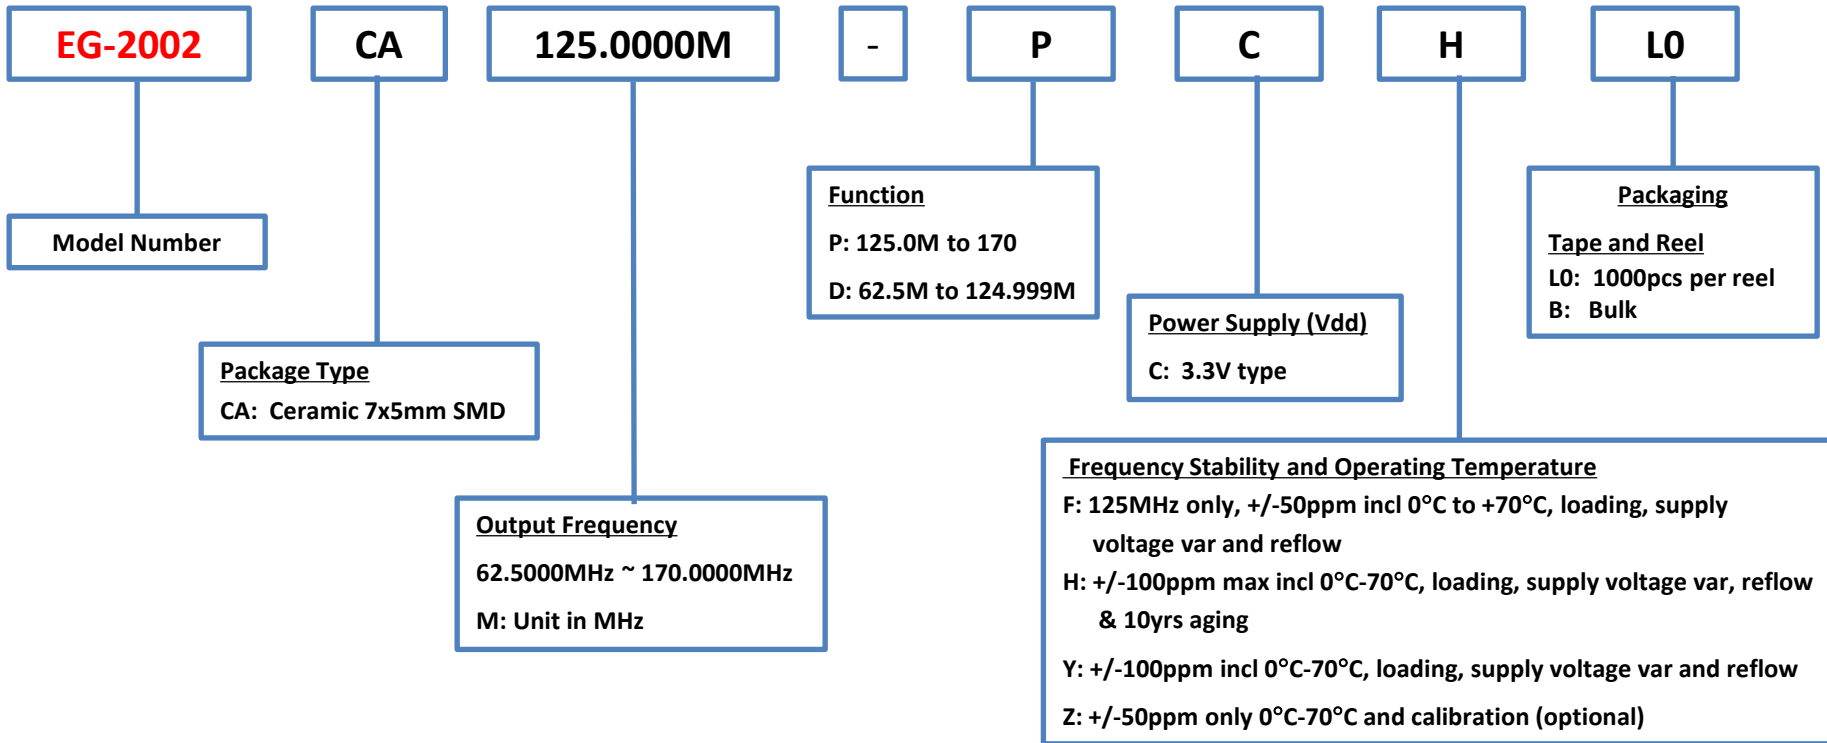 EG-2002 CA 125.0000M - P C H L0
Model Number
Package Type
CA: Ceramic 7x5mm SMD
Output Frequency
62.5000MHz ~ 170.0000MHz
M: Unit in MHz
Function
P: 125.0M to 170
D: 62.5M to 124.999M
Power Supply (Vdd)
C: 3.3V type
Frequency Stability and Operating Temperature
F: 125MHz only, +/-50ppm incl 0°C to +70°C, loading, supply
voltage var and reflow
H: +/-100ppm max incl 0°C-70°C, loading, supply voltage var, reflow
& 10yrs aging
Y: +/-100ppm incl 0°C-70°C, loading, supply voltage var and reflow
Z: +/-50ppm only 0°C-70°C and calibration (optional)
Packaging
Tape and Reel
L0: 1000pcs per reel
B: Bulk